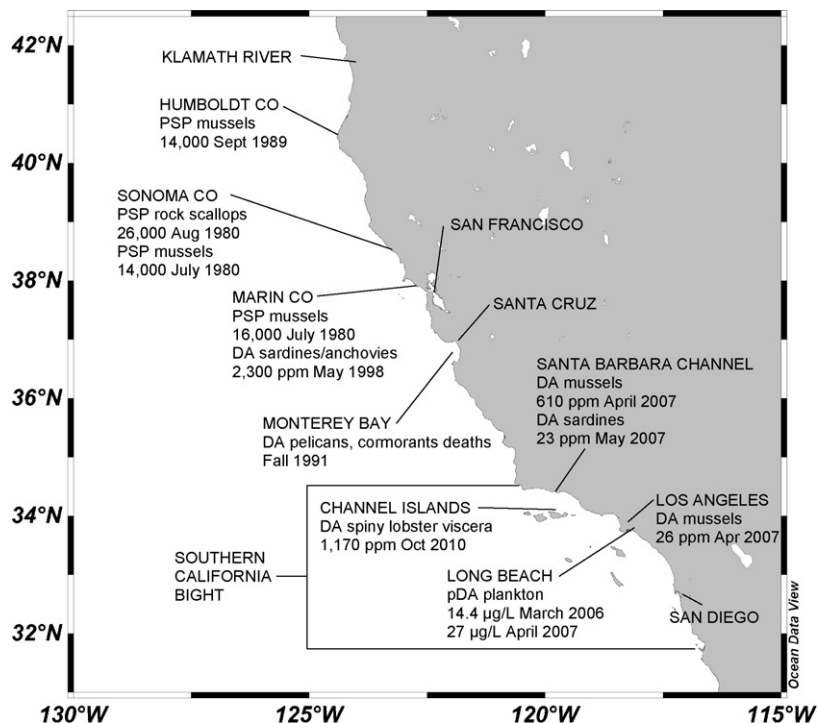 42°N
KLAMATH RIVER
HUMBOLDT CO
PSP mussels
14,000 Sept 1989
40°N
SONOMA CO
PSP rock scallops
26,000 Aug 1980
PSP mussels
14,000 July 1980
SAN FRANCISCO
38°N
MARIN CO
PSP mussels
16,000 July 1980
DA sardines/anchovies
2,300 ppm May 1998
SANTA CRUZ
SANTA BARBARA CHANNEL
DA mussels
610 ppm April 2007
DA sardines
23 ppm May 2007
36°N
MONTEREY BAY
DA pelicans, cormorants deaths
Fall 1991
34°N
CHANNEL ISLANDS
DA spiny lobster viscera
1,170 ppm Oct 2010
LOS ANGELES
DA mussels
26 ppm Apr 2007
SOUTHERN
CALIFORNIA
BIGHT
LONG BEACH
pDA plankton
14.4 µg/L March 2006
27 µg/L April 2007
SAN DIEGO
32°N
Ocean Data View
130°W
125°W
120°W
115°W